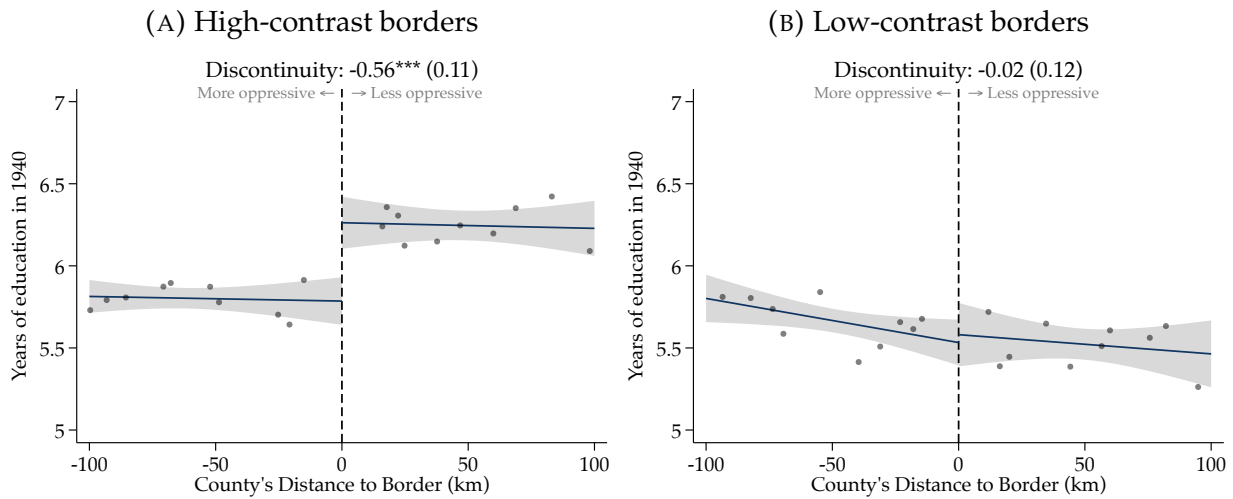 (A) High-contrast borders
Discontinuity: -0.56*** (0.11)
More oppressive ← → Less oppressive
Years of education in 1940
7
6.5
6
5.5
5
-100 -50 0 50 100
County's Distance to Border (km)
(B) Low-contrast borders
Discontinuity: -0.02 (0.12)
More oppressive ← → Less oppressive
Years of education in 1940
7
6.5
6
5.5
5
-100 -50 0 50 100
County's Distance to Border (km)